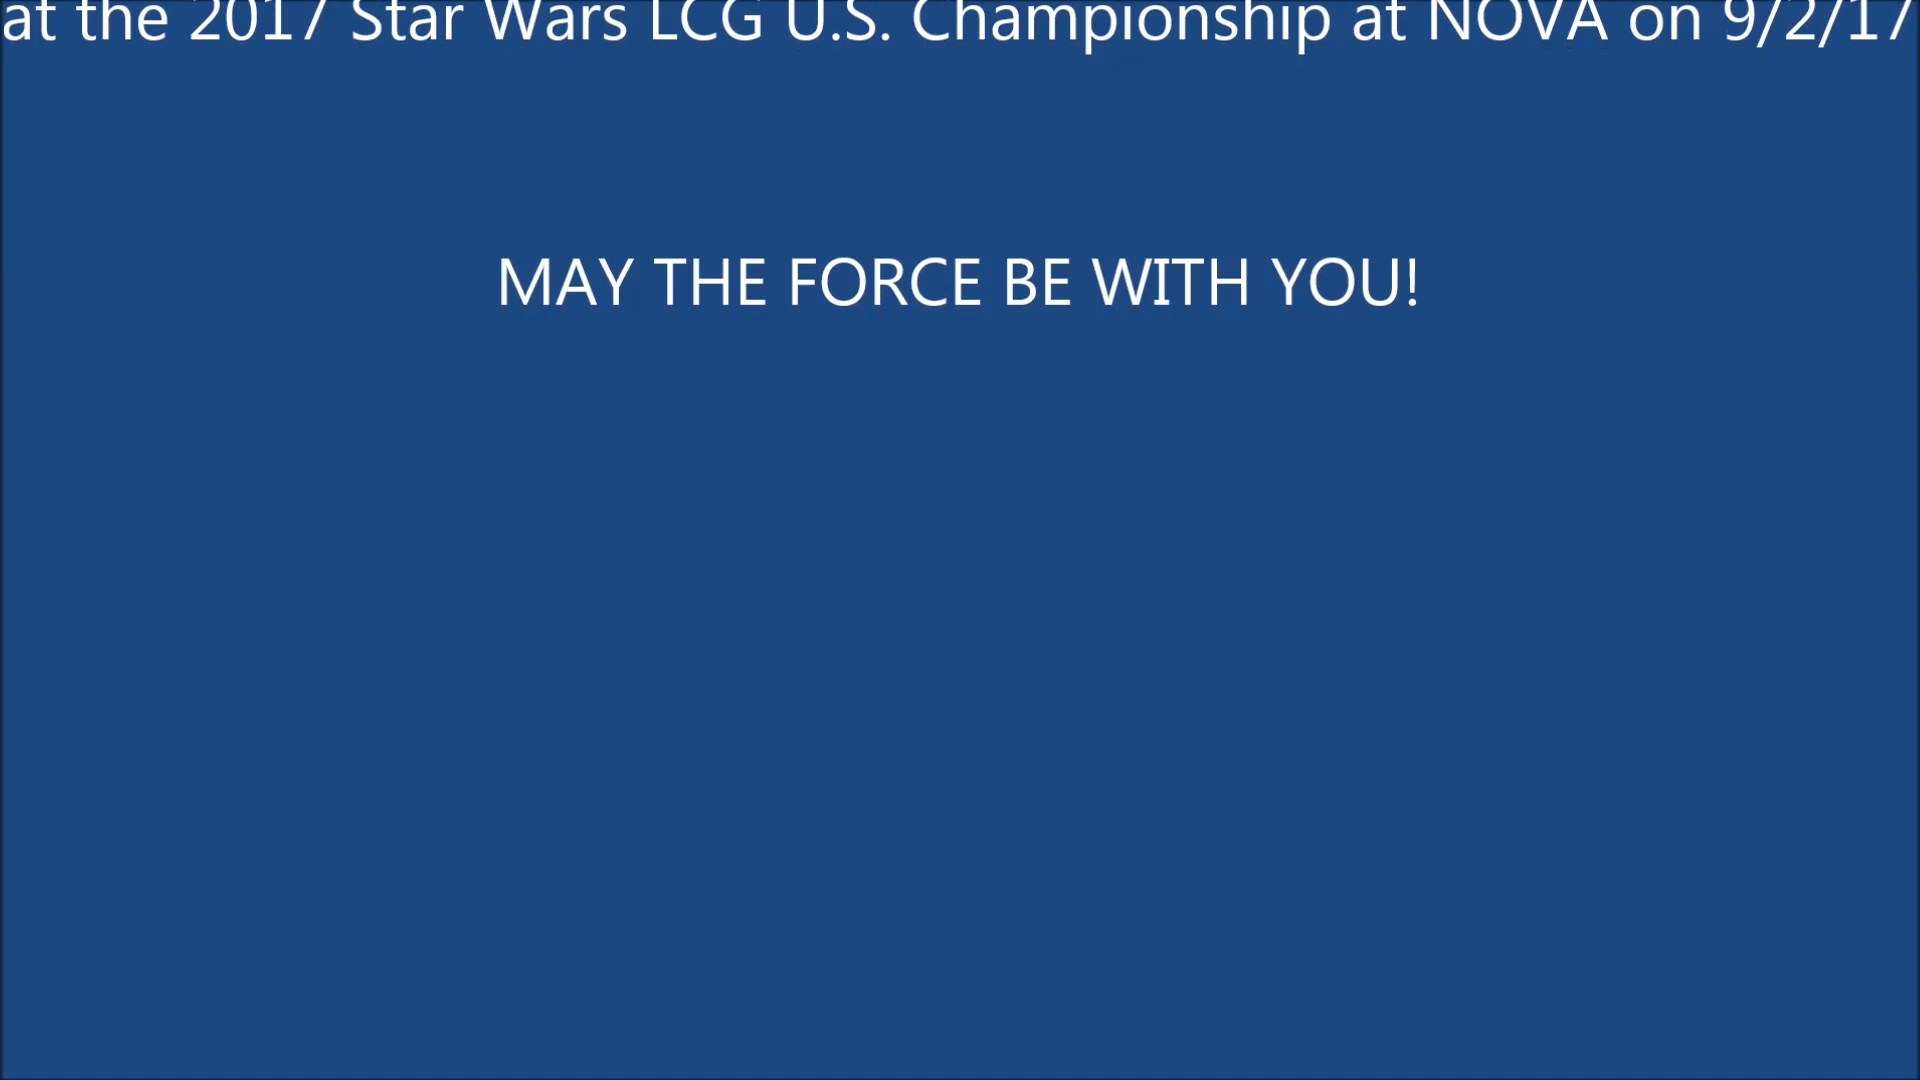 at the 2017 Star Wars LCG U.S. Championship at NOVA on 9/2/17
MAY THE FORCE BE WITH YOU!